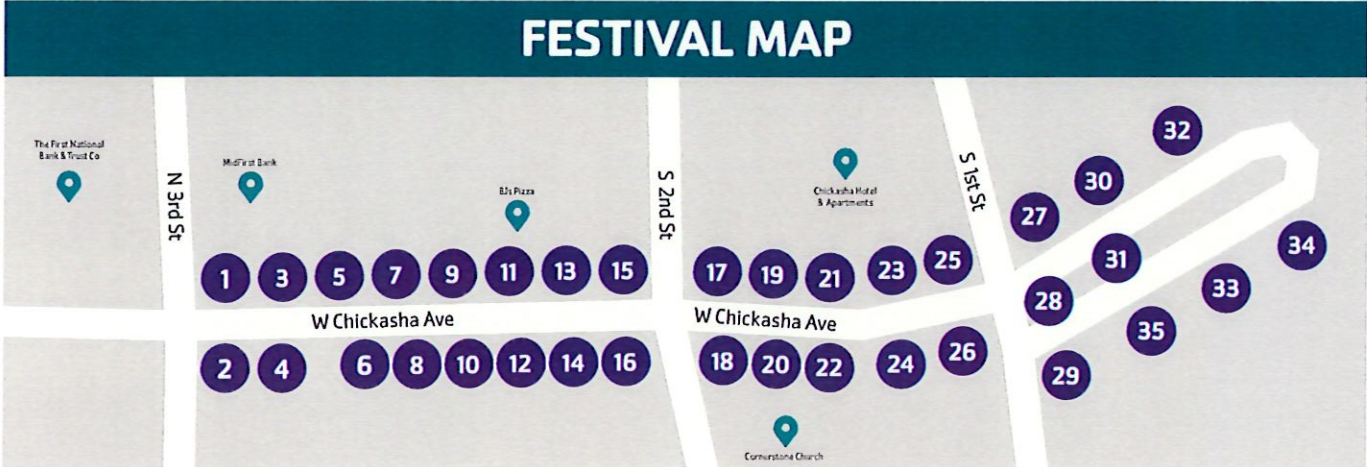 FESTIVAL MAP
The First National
Bank & Trust Co
N 3rd St
MidFirst Bank
BJs Pizza
S 2nd St
Chickasha Hotel
& Apartments
S 1st St
32
30
27
34
31
33
28
35
29
1 3 5 7 9 11 13 15
17 19 21 23 25
W Chickasha Ave
W Chickasha Ave
2 4 6 8 10 12 14 16
18 20 22 24 26
Cornerstone Church